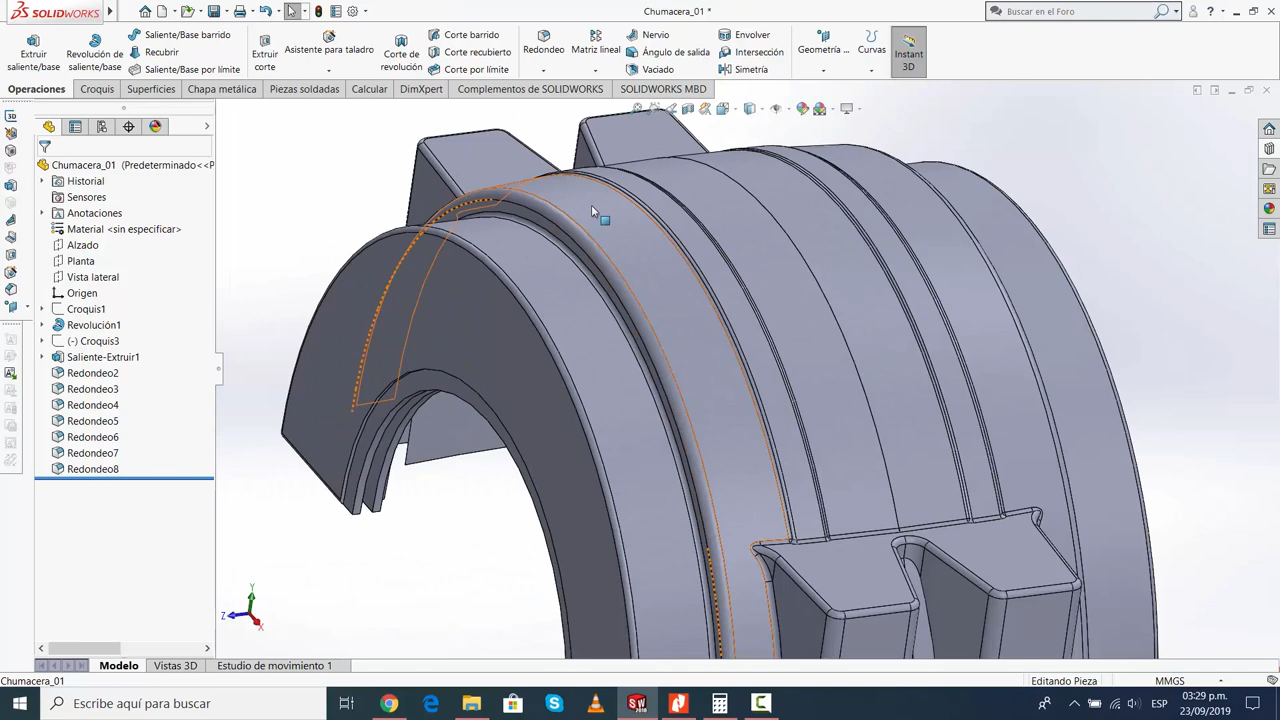 SOLIDWORKS
Chumacera_01 *
Buscar en el Foro
Extruir saliente/base
Revolución de saliente/base
Saliente/Base barrido
Recubrir
Saliente/Base por límite
Extruir corte
Asistente para taladro
Corte de revolución
Corte barrido
Corte recubierto
Corte por límite
Redondeo
Matriz lineal
Nervio
Ángulo de salida
Vaciado
Envolver
Intersección
Simetría
Geometría ...
Curvas
Instant 3D
Operaciones
Croquis
Superficies
Chapa metálica
Piezas soldadas
Calcular
DimXpert
Complementos de SOLIDWORKS
SOLIDWORKS MBD
Chumacera_01 (Predeterminado<<P
Historial
Sensores
Anotaciones
Material <sin especificar>
Alzado
Planta
Vista lateral
Origen
Croquis1
Revolución1
(-) Croquis3
Saliente-Extruir1
Redondeo2
Redondeo3
Redondeo4
Redondeo5
Redondeo6
Redondeo7
Redondeo8
Y
Z
X
Modelo
Vistas 3D
Estudio de movimiento 1
Chumacera_01
Editando Pieza
MMGS
Escribe aquí para buscar
ESP
03:29 p.m.
23/09/2019